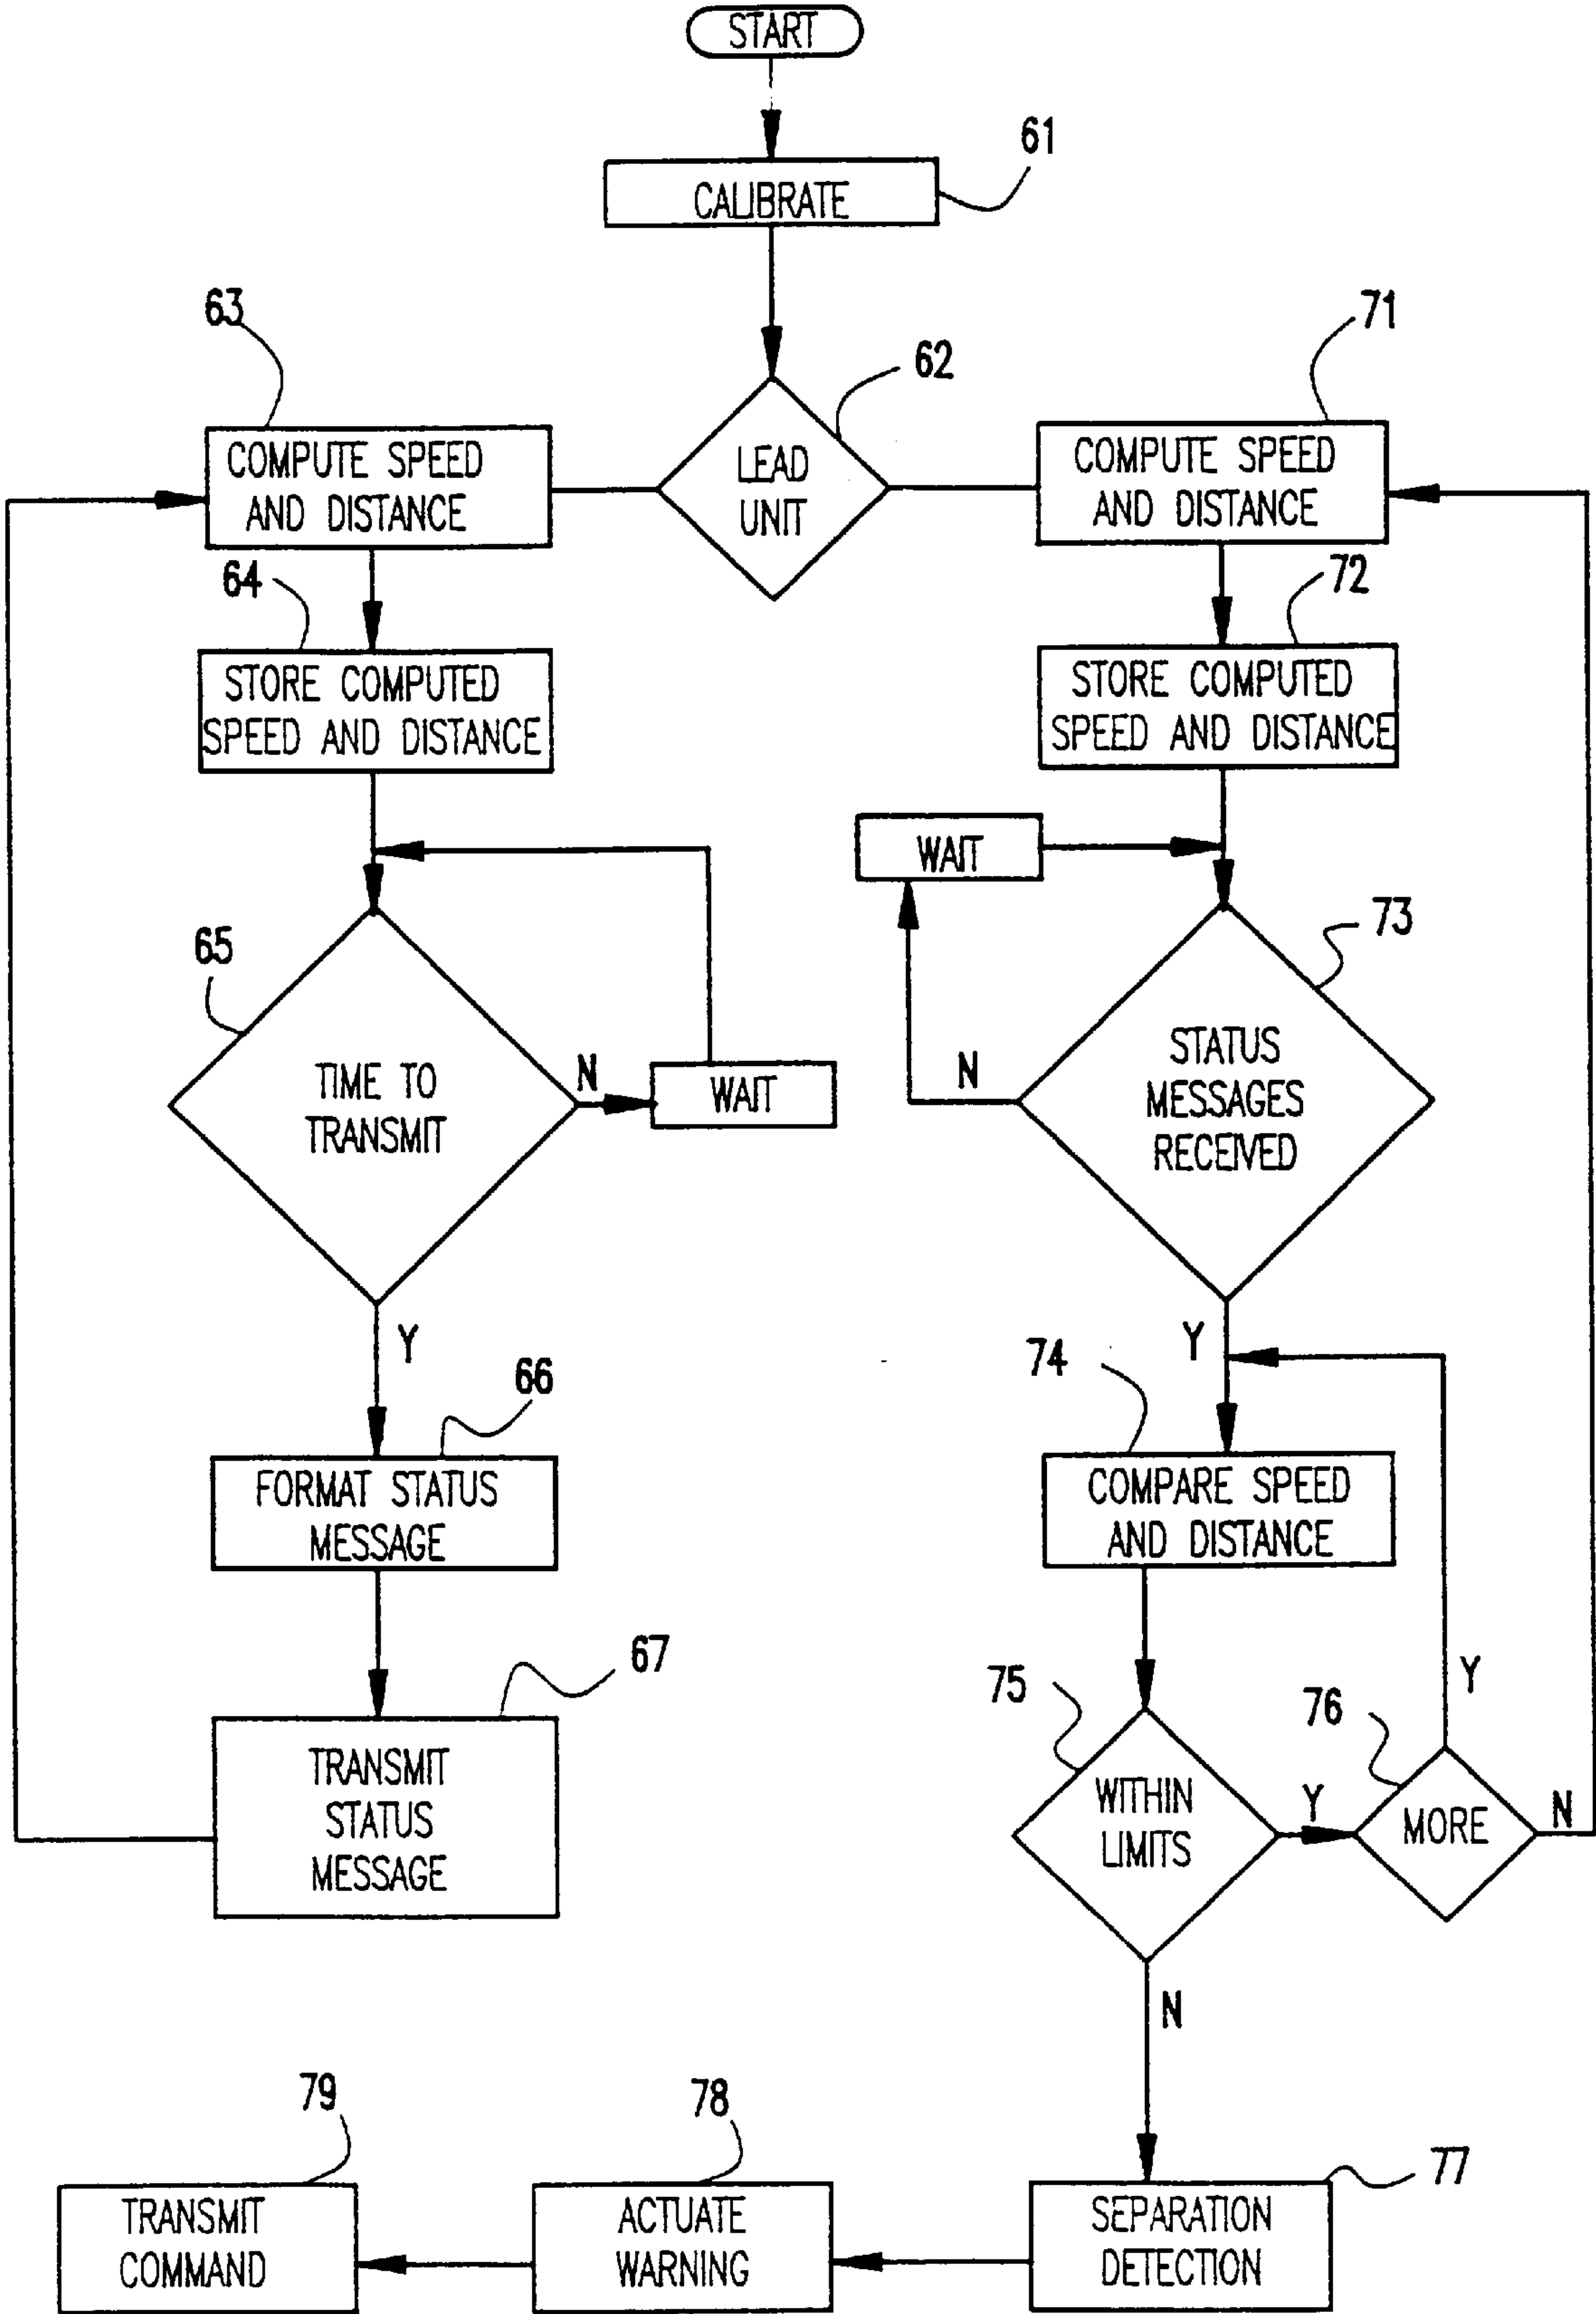 START
61
CALIBRATE
63
62
71
COMPUTE SPEED
AND DISTANCE
LEAD
UNIT
COMPUTE SPEED
AND DISTANCE
64
72
STORE COMPUTED
SPEED AND DISTANCE
STORE COMPUTED
SPEED AND DISTANCE
WAIT
65
73
TIME TO
TRANSMIT
N
WAIT
N
STATUS
MESSAGES
RECEIVED
Y
Y
66
74
FORMAT STATUS
MESSAGE
COMPARE SPEED
AND DISTANCE
67
75
76
Y
TRANSMIT
STATUS
MESSAGE
WITHIN
LIMITS
Y
MORE
N
N
79
78
77
TRANSMIT
COMMAND
ACTUATE
WARNING
SEPARATION
DETECTION